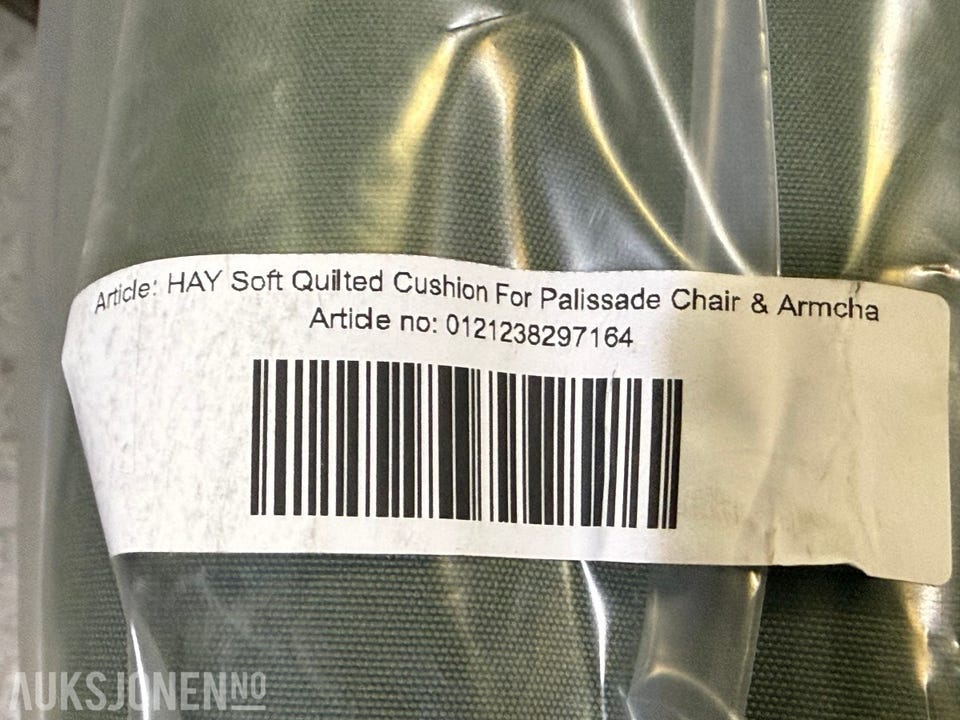 Article: HAY Soft Quilted Cushion For Palissade Chair & Armcha
Article no: 0121238297164
AUKSJONEN NO